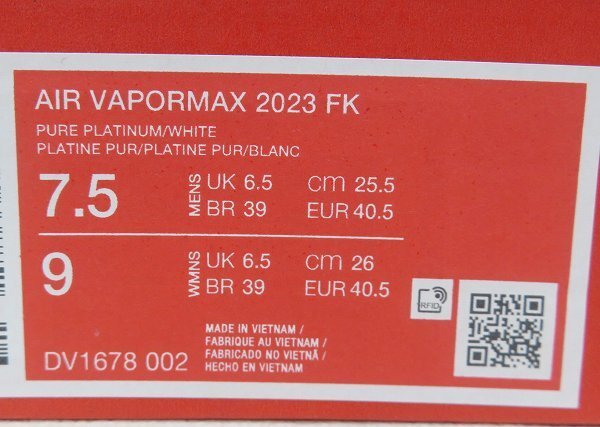 AIR VAPORMAX 2023 FK
PURE PLATINUM/WHITE
PLATINE PUR/PLATINE PUR/BLANC
7.5 MENS UK 6.5 cm 25.5
BR 39 EUR 40.5
9 WMNS UK 6.5 cm 26
BR 39 EUR 40.5
RFID
DV1678 002
MADE IN VIETNAM /
FABRIQUE AU VIETNAM /
FABRICADO NO VIETNÃ /
HECHO EN VIETNAM